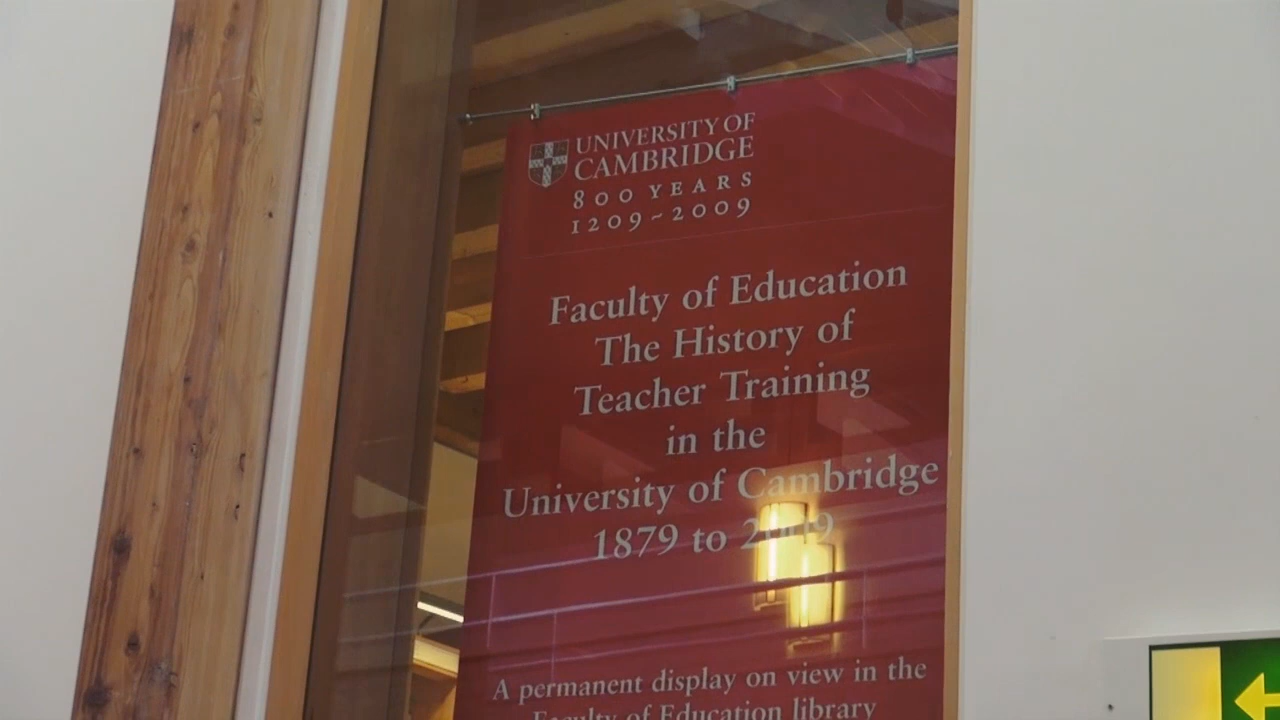 UNIVERSITY OF
CAMBRIDGE
800 YEARS
1209~2009
Faculty of Education
The History of
Teacher Training
in the
University of Cambridge
1879 to 2009
A permanent display on view in the
Faculty of Education library